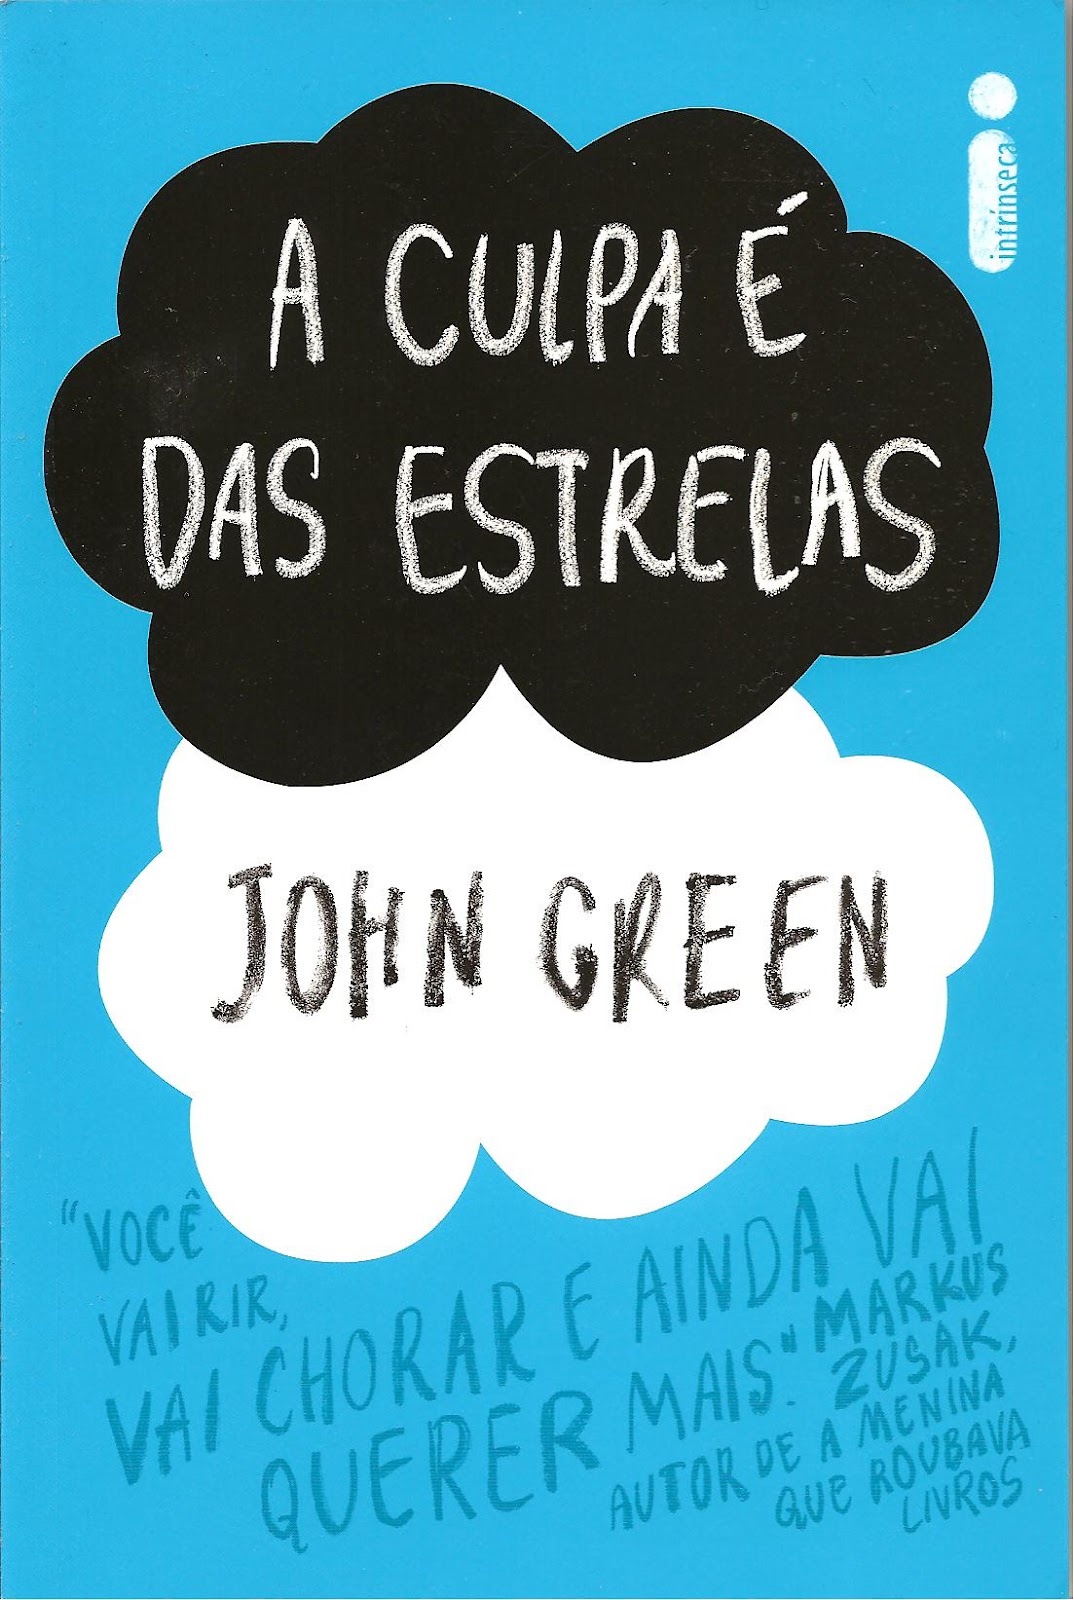 intrínseca
A CULPA É
DAS ESTRELAS
JOHN GREEN
"VOCÊ
VAI RIR,
VAI CHORAR E AINDA VAI
QUERER MAIS."
MARKUS
ZUSAK,
AUTOR DE A MENINA
QUE ROUBAVA
LIVROS